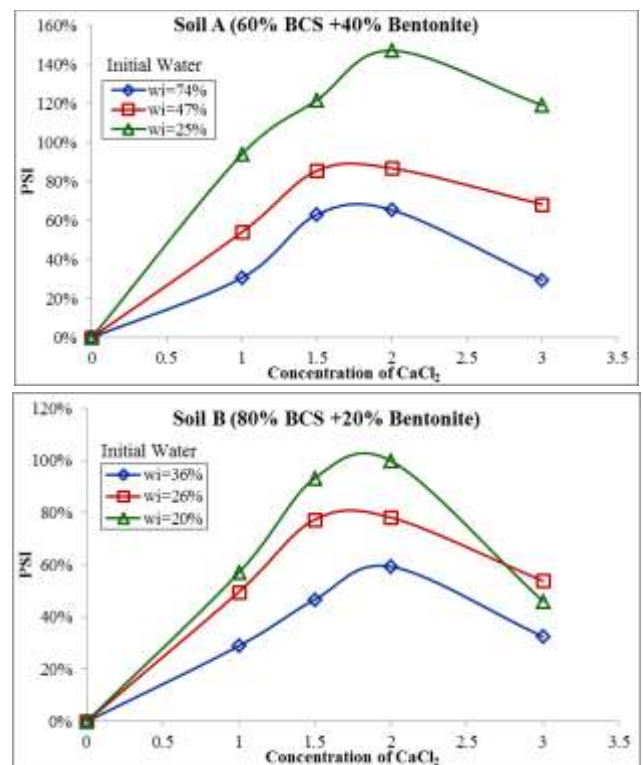 Soil A (60% BCS +40% Bentonite)
Initial Water
wi=74%
wi=47%
wi=25%
PSI
160%
140%
120%
100%
80%
60%
40%
20%
0%
0 0.5 1 1.5 2 2.5 3 3.5
Concentration of CaCl₂
Soil B (80% BCS +20% Bentonite)
Initial Water
wi=36%
wi=26%
wi=20%
PSI
120%
100%
80%
60%
40%
20%
0%
0 0.5 1 1.5 2 2.5 3 3.5
Concentration of CaCl₂